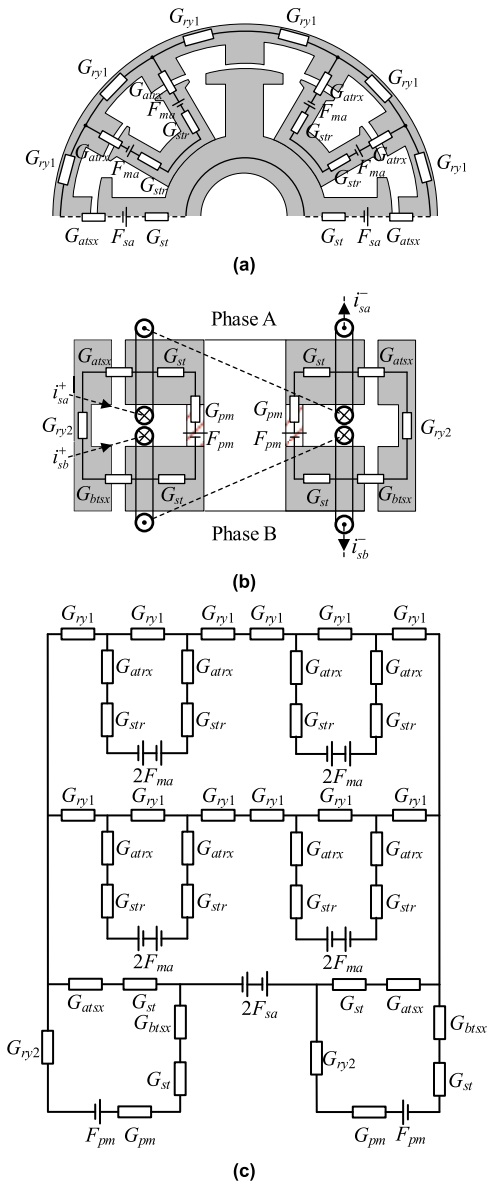 G_ry1 G_ry1
G_ry1 G_atrx G_atrx G_ry1
F_ma F_ma
G_str G_str
G_ry1 G_atrx G_atrx G_ry1
F_ma F_ma
G_str G_str
G_atsx F_sa G_st G_st F_sa G_atsx
(a)
Phase A i_sa^-
G_atsx G_st G_st G_atsx
i_sa^+ G_pm G_pm
G_ry2 F_pm F_pm G_ry2
i_sb^+
G_btsx G_st G_st G_btsx
Phase B i_sb^-
(b)
G_ry1 G_ry1 G_ry1 G_ry1 G_ry1 G_ry1
G_atrx G_atrx G_atrx G_atrx
G_str G_str G_str G_str
2F_ma 2F_ma
G_ry1 G_ry1 G_ry1 G_ry1 G_ry1 G_ry1
G_atrx G_atrx G_atrx G_atrx
G_str G_str G_str G_str
2F_ma 2F_ma
G_atsx G_st 2F_sa G_st G_atsx
G_btsx G_btsx
G_ry2 G_ry2
G_st G_st
F_pm G_pm G_pm F_pm
(c)